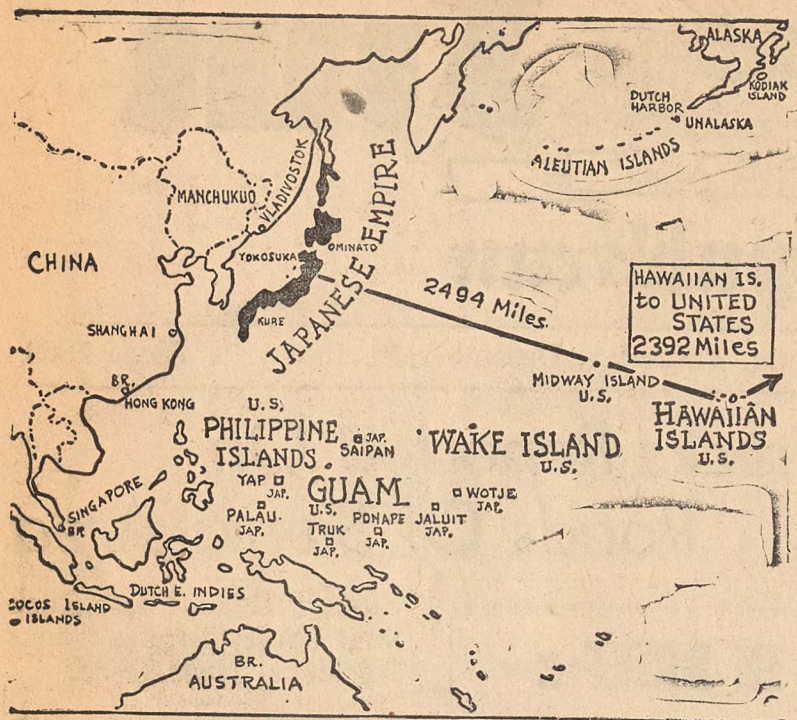 ALASKA
KODIAK
ISLAND
DUTCH
HARBOR
UNALASKA
ALEUTIAN ISLANDS
MANCHUKUO
VLADIVOSTOK
JAPANESE EMPIRE
CHINA
OMINATO
YOKOSUKA
KURE
2494 Miles.
HAWAIIAN IS.
to UNITED
STATES
2392 Miles
SHANGHAI
MIDWAY ISLAND
U.S.
BR.
HONG KONG
U.S.
PHILIPPINE
ISLANDS.
JAP.
SAIPAN
WAKE ISLAND
U.S.
HAWAIIAN
ISLANDS
U.S.
YAP
JAP.
GUAM
U.S.
WOTJE
JAP.
SINGAPORE
BR.
PALAU
JAP.
TRUK
JAP.
PONAPE
JAP.
JALUIT
JAP.
DUTCH E. INDIES
COCOS ISLAND
ISLANDS
BR.
AUSTRALIA